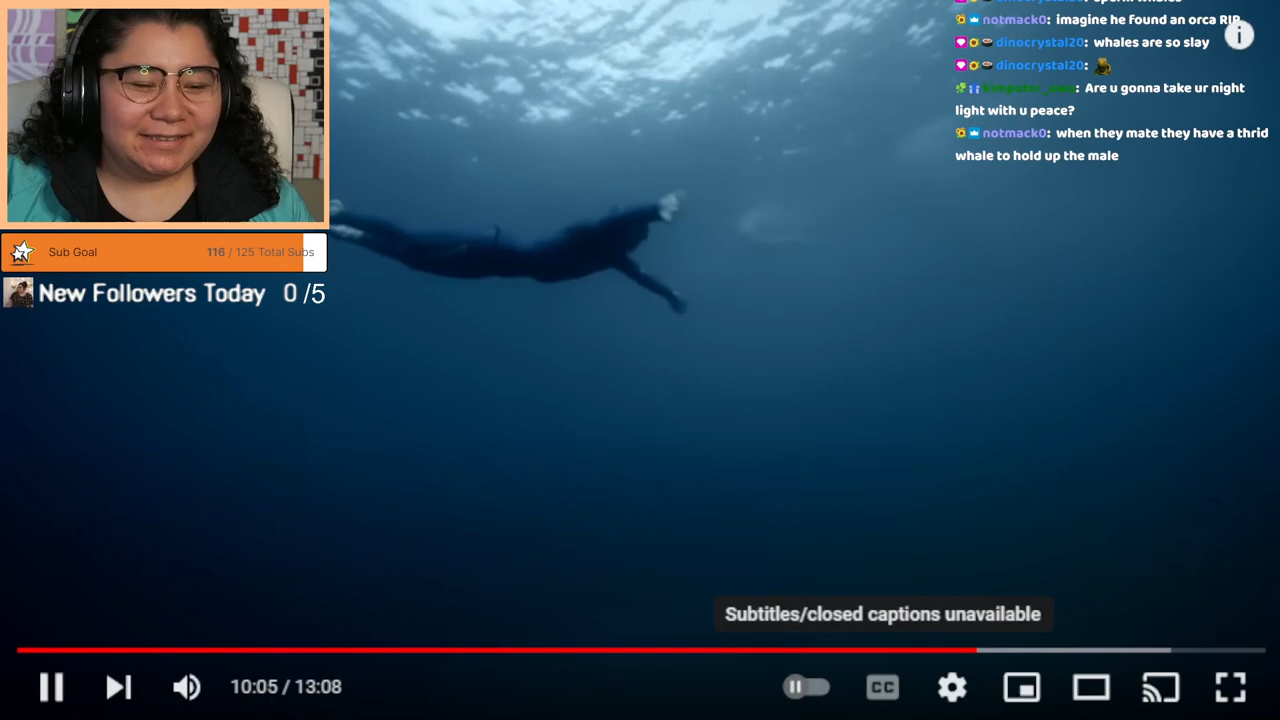 notmack0: imagine he found an orca RIP
dinocrystal20: whales are so slay
dinocrystal20:
Are u gonna take ur night
light with u peace?
notmack0: when they mate they have a thrid
whale to hold up the male
Sub Goal 116 / 125 Total Subs
New Followers Today 0 /5
Subtitles/closed captions unavailable
10:05 / 13:08
CC